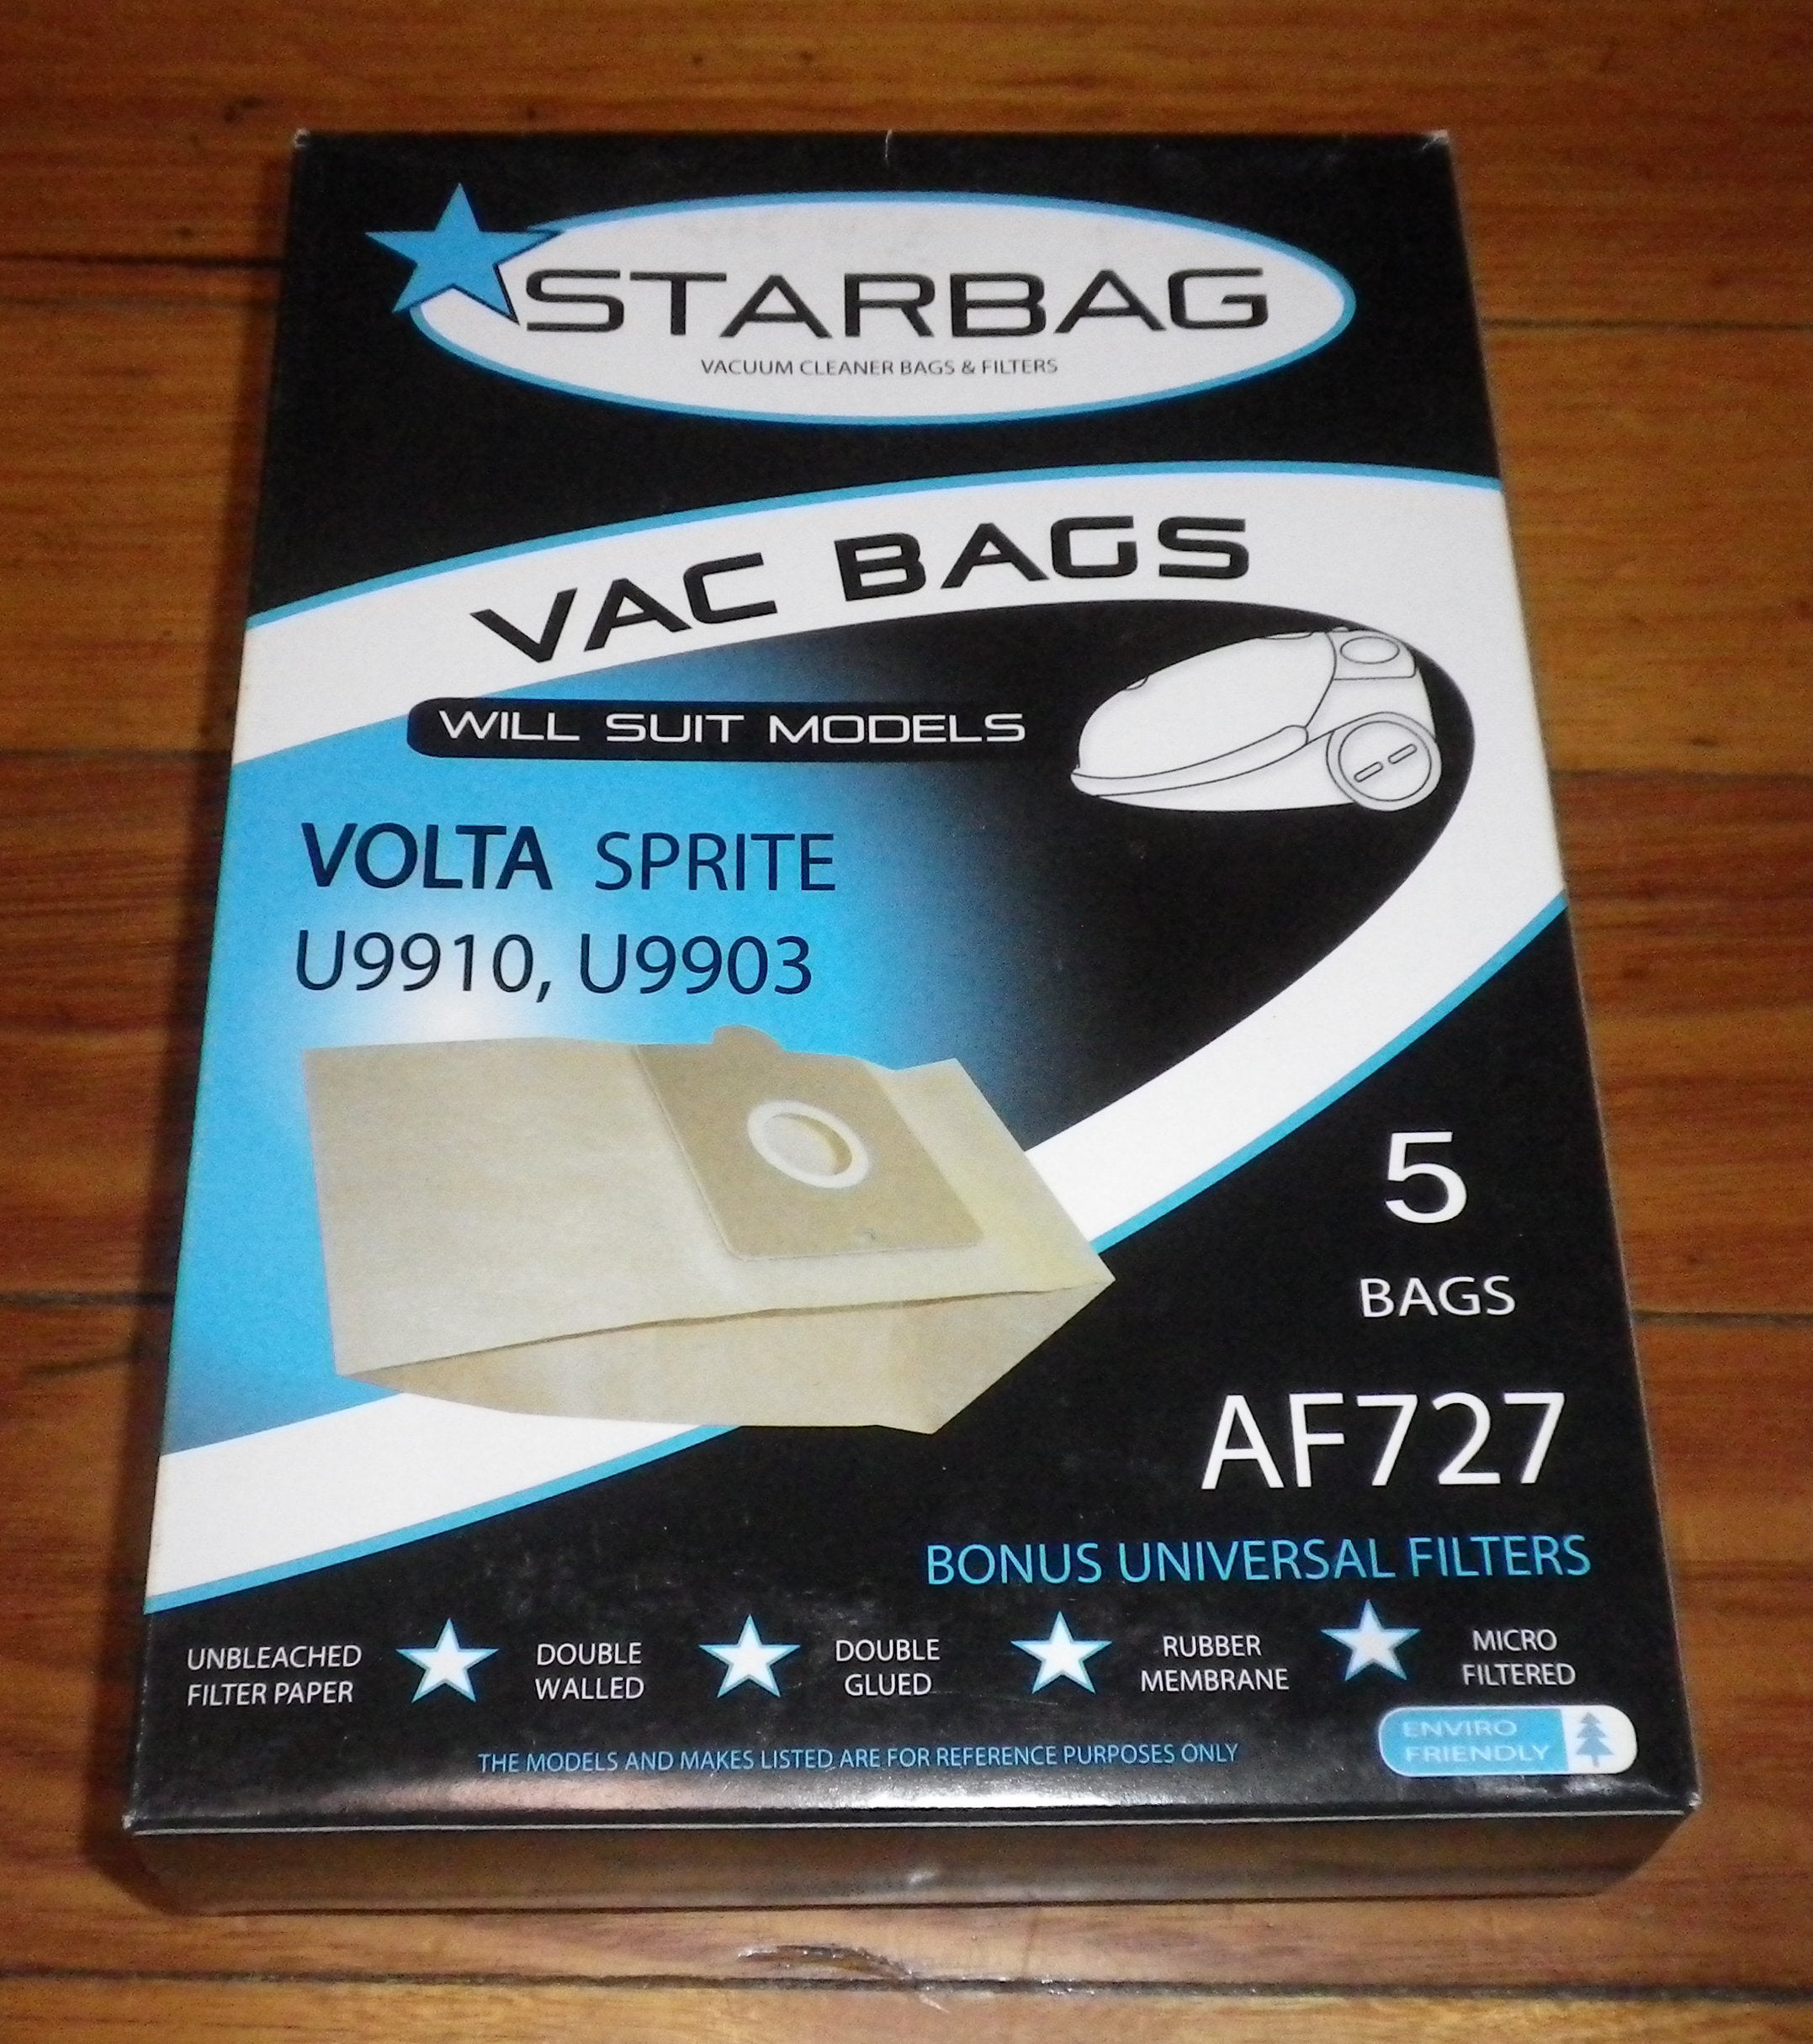 STARBAG
VACUUM CLEANER BAGS & FILTERS
VAC BAGS
WILL SUIT MODELS
VOLTA SPRITE
U9910, U9903
5
BAGS
AF727
BONUS UNIVERSAL FILTERS
UNBLEACHED
FILTER PAPER
DOUBLE
WALLED
DOUBLE
GLUED
RUBBER
MEMBRANE
MICRO
FILTERED
ENVIRO
FRIENDLY
THE MODELS AND MAKES LISTED ARE FOR REFERENCE PURPOSES ONLY